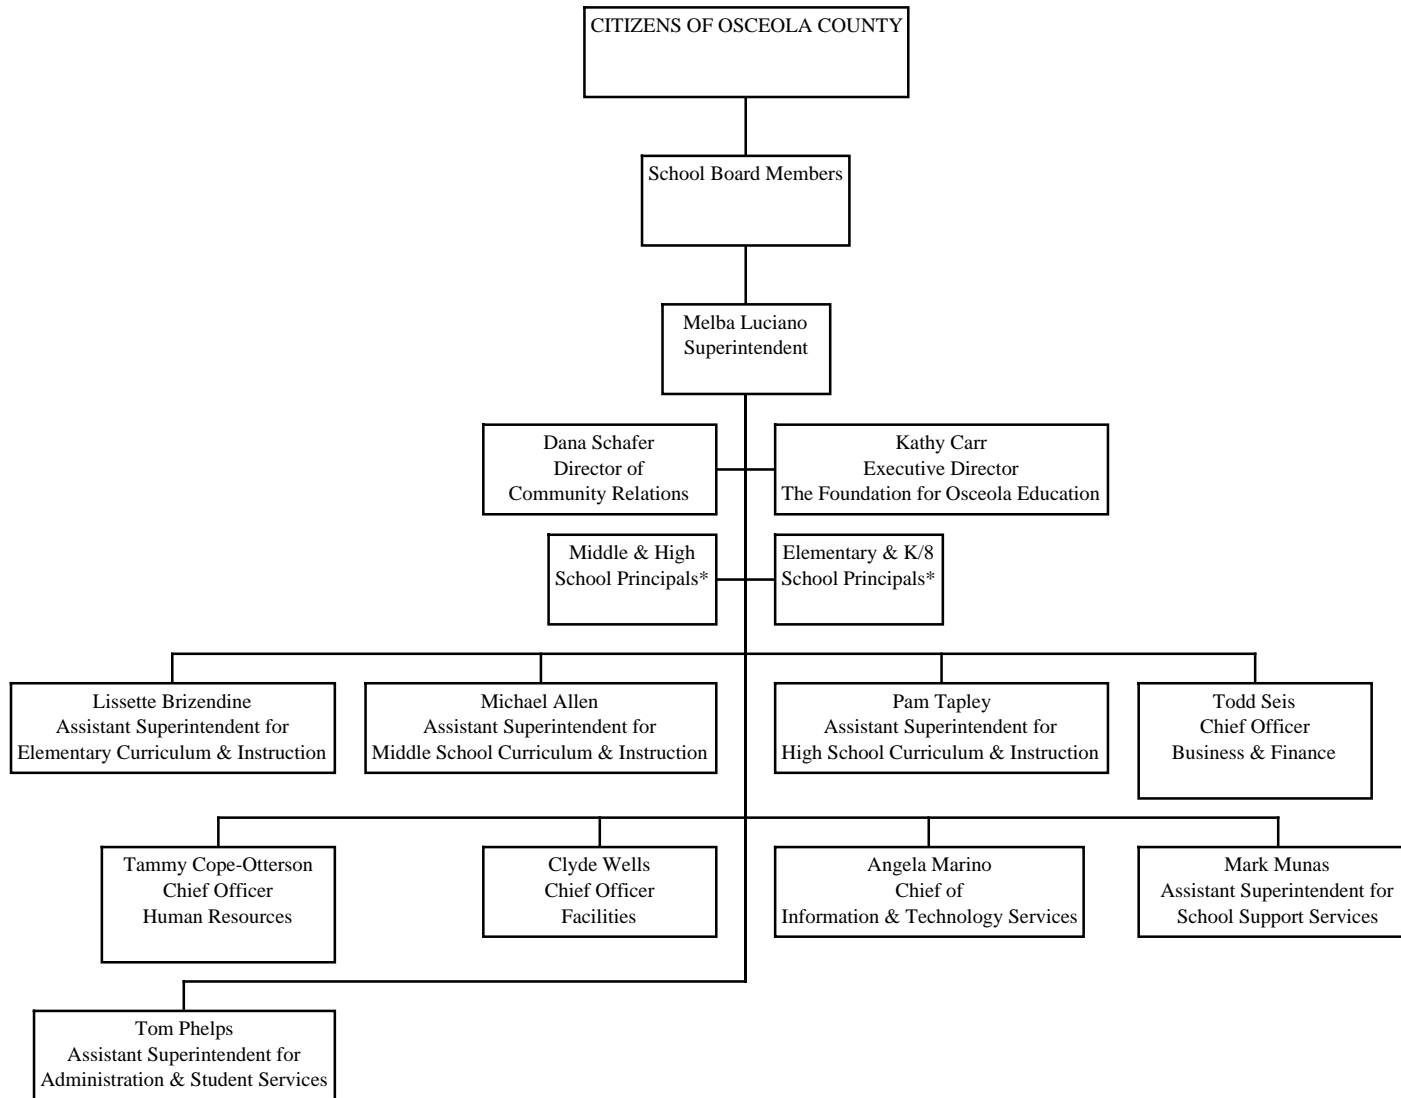 CITIZENS OF OSCEOLA COUNTY
School Board Members
Melba Luciano
Superintendent
Dana Schafer
Director of
Community Relations
Kathy Carr
Executive Director
The Foundation for Osceola Education
Middle & High
School Principals*
Elementary & K/8
School Principals*
Lissette Brizendine
Assistant Superintendent for
Elementary Curriculum & Instruction
Michael Allen
Assistant Superintendent for
Middle School Curriculum & Instruction
Pam Tapley
Assistant Superintendent for
High School Curriculum & Instruction
Todd Seis
Chief Officer
Business & Finance
Tammy Cope-Otterson
Chief Officer
Human Resources
Clyde Wells
Chief Officer
Facilities
Angela Marino
Chief of
Information & Technology Services
Mark Munas
Assistant Superintendent for
School Support Services
Tom Phelps
Assistant Superintendent for
Administration & Student Services